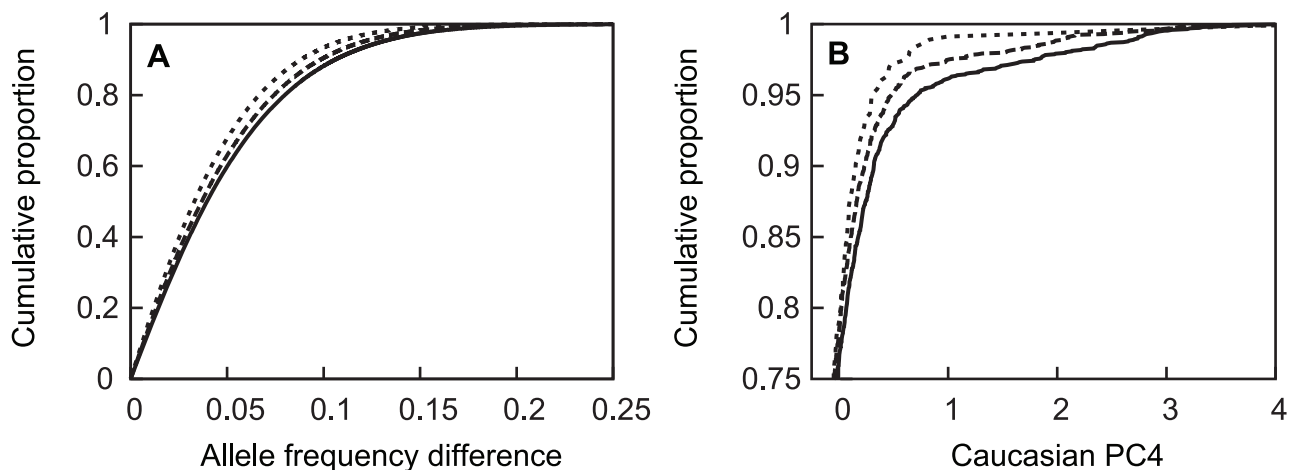 A
Cumulative proportion
1
0.8
0.6
0.4
0.2
0
0 0.05 0.1 0.15 0.2 0.25
Allele frequency difference
B
Cumulative proportion
1
0.95
0.9
0.85
0.8
0.75
0 1 2 3 4
Caucasian PC4